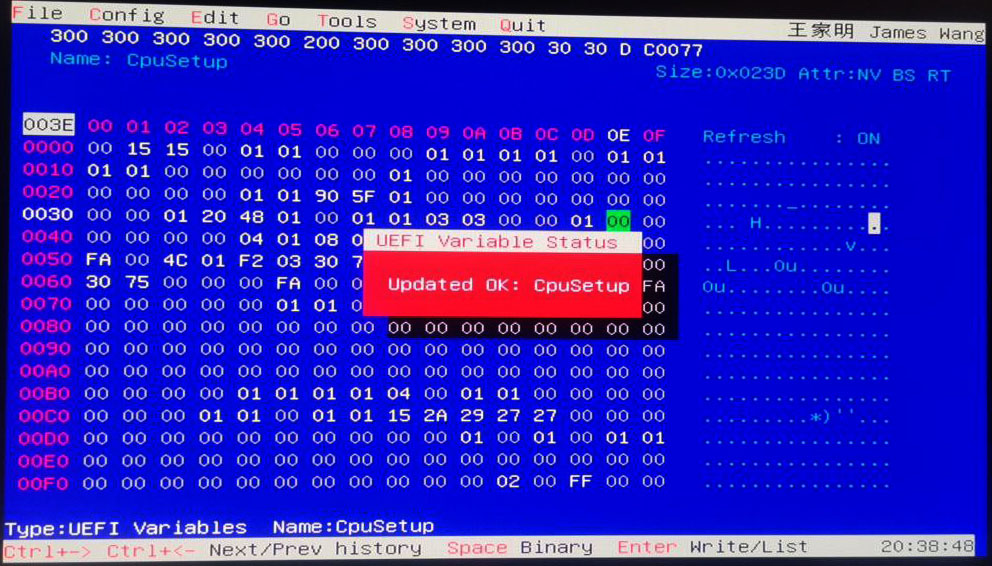 File Config Edit Go Tools System Quit 王家明 James Wang
300 300 300 300 300 200 300 300 300 300 30 30 D C0077
Name: CpuSetup Size:0x023D Attr:NV BS RT
003E 00 01 02 03 04 05 06 07 08 09 0A 0B 0C 0D 0E 0F Refresh : ON
0000 00 15 15 00 01 01 00 00 00 01 01 01 01 00 01 01 ................
0010 01 01 00 00 00 00 00 00 01 00 00 00 00 00 00 00 ................
0020 00 00 00 00 01 01 90 5F 01 00 00 00 00 00 00 00 ......._........
0030 00 00 01 20 48 01 00 01 01 03 03 00 00 01 00 00 ... H...........
0040 00 00 00 00 04 01 08 0 00 ..............v.
UEFI Variable Status
0050 FA 00 4C 01 F2 03 30 7 00 ..L...0u........
0060 30 75 00 00 00 FA 00 0 FA 0u........0u....
Updated OK: CpuSetup
0070 00 00 00 00 00 01 01 0 00 ................
0080 00 00 00 00 00 00 00 00 00 00 00 00 00 00 00 00 ................
0090 00 00 00 00 00 00 00 00 00 00 00 00 00 00 00 00 ................
00A0 00 00 00 00 00 00 00 00 00 00 00 00 00 00 00 00 ................
00B0 00 00 00 00 01 01 01 01 04 00 01 01 00 00 00 00 ................
00C0 00 00 00 01 01 00 01 01 15 2A 29 27 27 00 00 00 .........*)''...
00D0 00 00 00 00 00 00 00 00 00 00 01 00 01 00 01 01 ................
00E0 00 00 00 00 00 00 00 00 00 00 00 00 00 00 00 00 ................
00F0 00 00 00 00 00 00 00 00 00 00 00 02 00 FF 00 00 ................
Type:UEFI Variables Name:CpuSetup
Ctrl+-> Ctrl+<- Next/Prev history Space Binary Enter Write/List 20:38:48